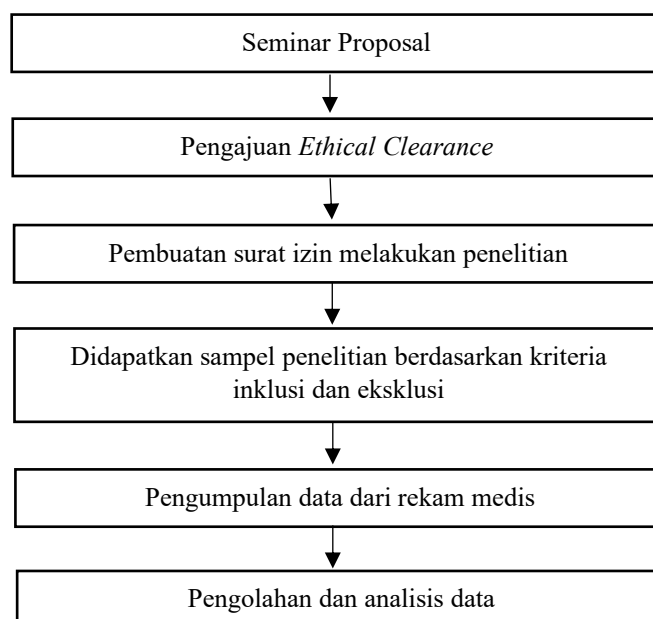 Seminar Proposal
Pengajuan Ethical Clearance
Pembuatan surat izin melakukan penelitian
Didapatkan sampel penelitian berdasarkan kriteria
inklusi dan eksklusi
Pengumpulan data dari rekam medis
Pengolahan dan analisis data